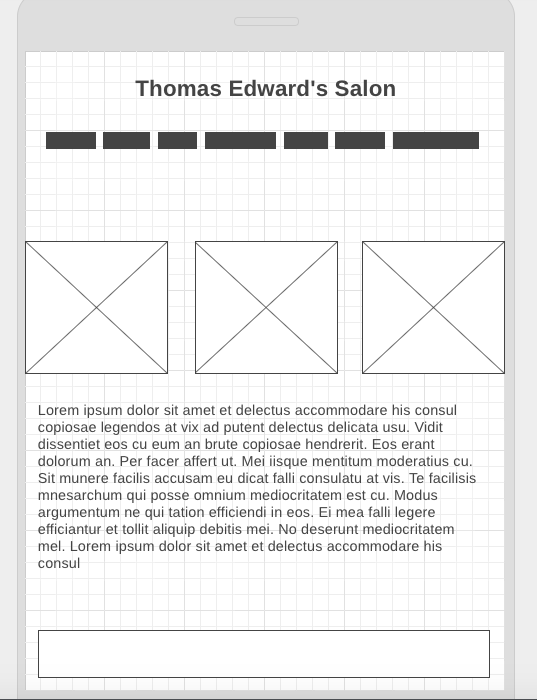 Thomas Edward's Salon
Lorem ipsum dolor sit amet et delectus accommodare his consul
copiosae legendos at vix ad putent delectus delicata usu. Vidit
dissentiet eos cu eum an brute copiosae hendrerit. Eos erant
dolorum an. Per facer affert ut. Mei iisque mentitum moderatius cu.
Sit munere facilis accusam eu dicat falli consulatu at vis. Te facilisis
mnesarchum qui posse omnium mediocritatem est cu. Modus
argumentum ne qui tation efficiendi in eos. Ei mea falli legere
efficiantur et tollit aliquip debitis mei. No deserunt mediocritatem
mel. Lorem ipsum dolor sit amet et delectus accommodare his
consul